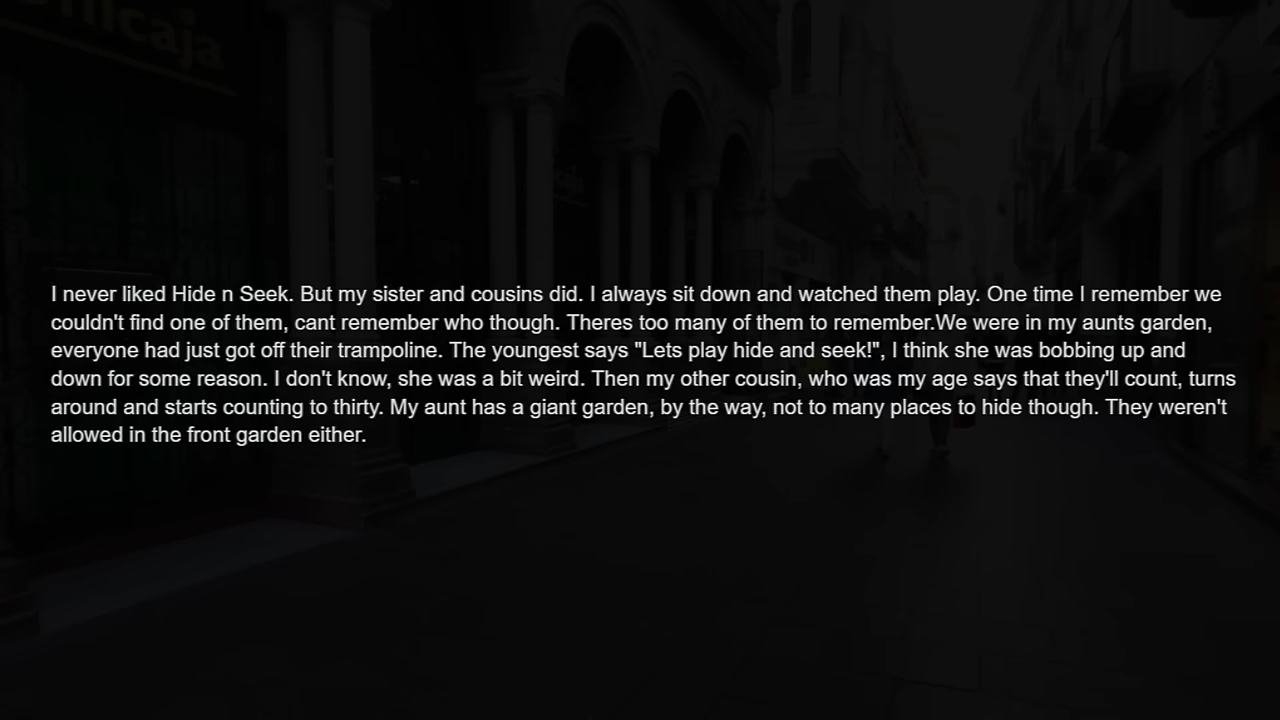 nicaja
I never liked Hide n Seek. But my sister and cousins did. I always sit down and watched them play. One time I remember we
couldn't find one of them, cant remember who though. Theres too many of them to remember.We were in my aunts garden,
everyone had just got off their trampoline. The youngest says "Lets play hide and seek!", I think she was bobbing up and
down for some reason. I don't know, she was a bit weird. Then my other cousin, who was my age says that they'll count, turns
around and starts counting to thirty. My aunt has a giant garden, by the way, not to many places to hide though. They weren't
allowed in the front garden either.